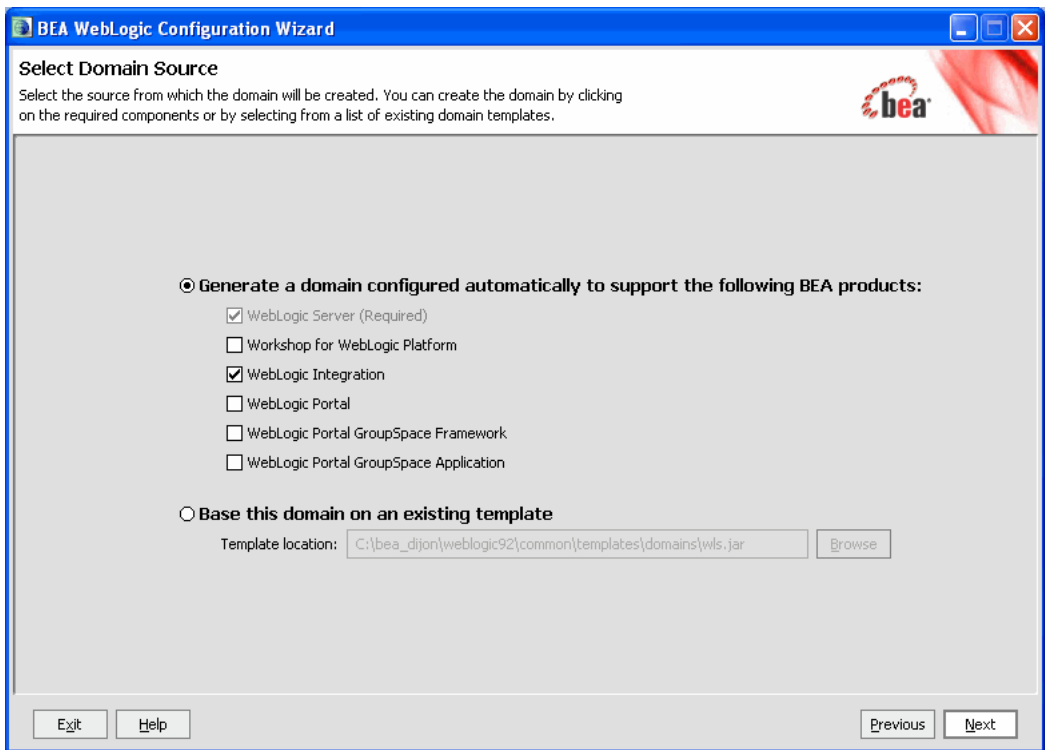 BEA WebLogic Configuration Wizard
Select Domain Source
Select the source from which the domain will be created. You can create the domain by clicking
on the required components or by selecting from a list of existing domain templates.
bea
Generate a domain configured automatically to support the following BEA products:
WebLogic Server (Required)
Workshop for WebLogic Platform
WebLogic Integration
WebLogic Portal
WebLogic Portal GroupSpace Framework
WebLogic Portal GroupSpace Application
Base this domain on an existing template
Template location: C:\bea_dijon\weblogic92\common\templates\domains\wls.jar Browse
Exit Help Previous Next